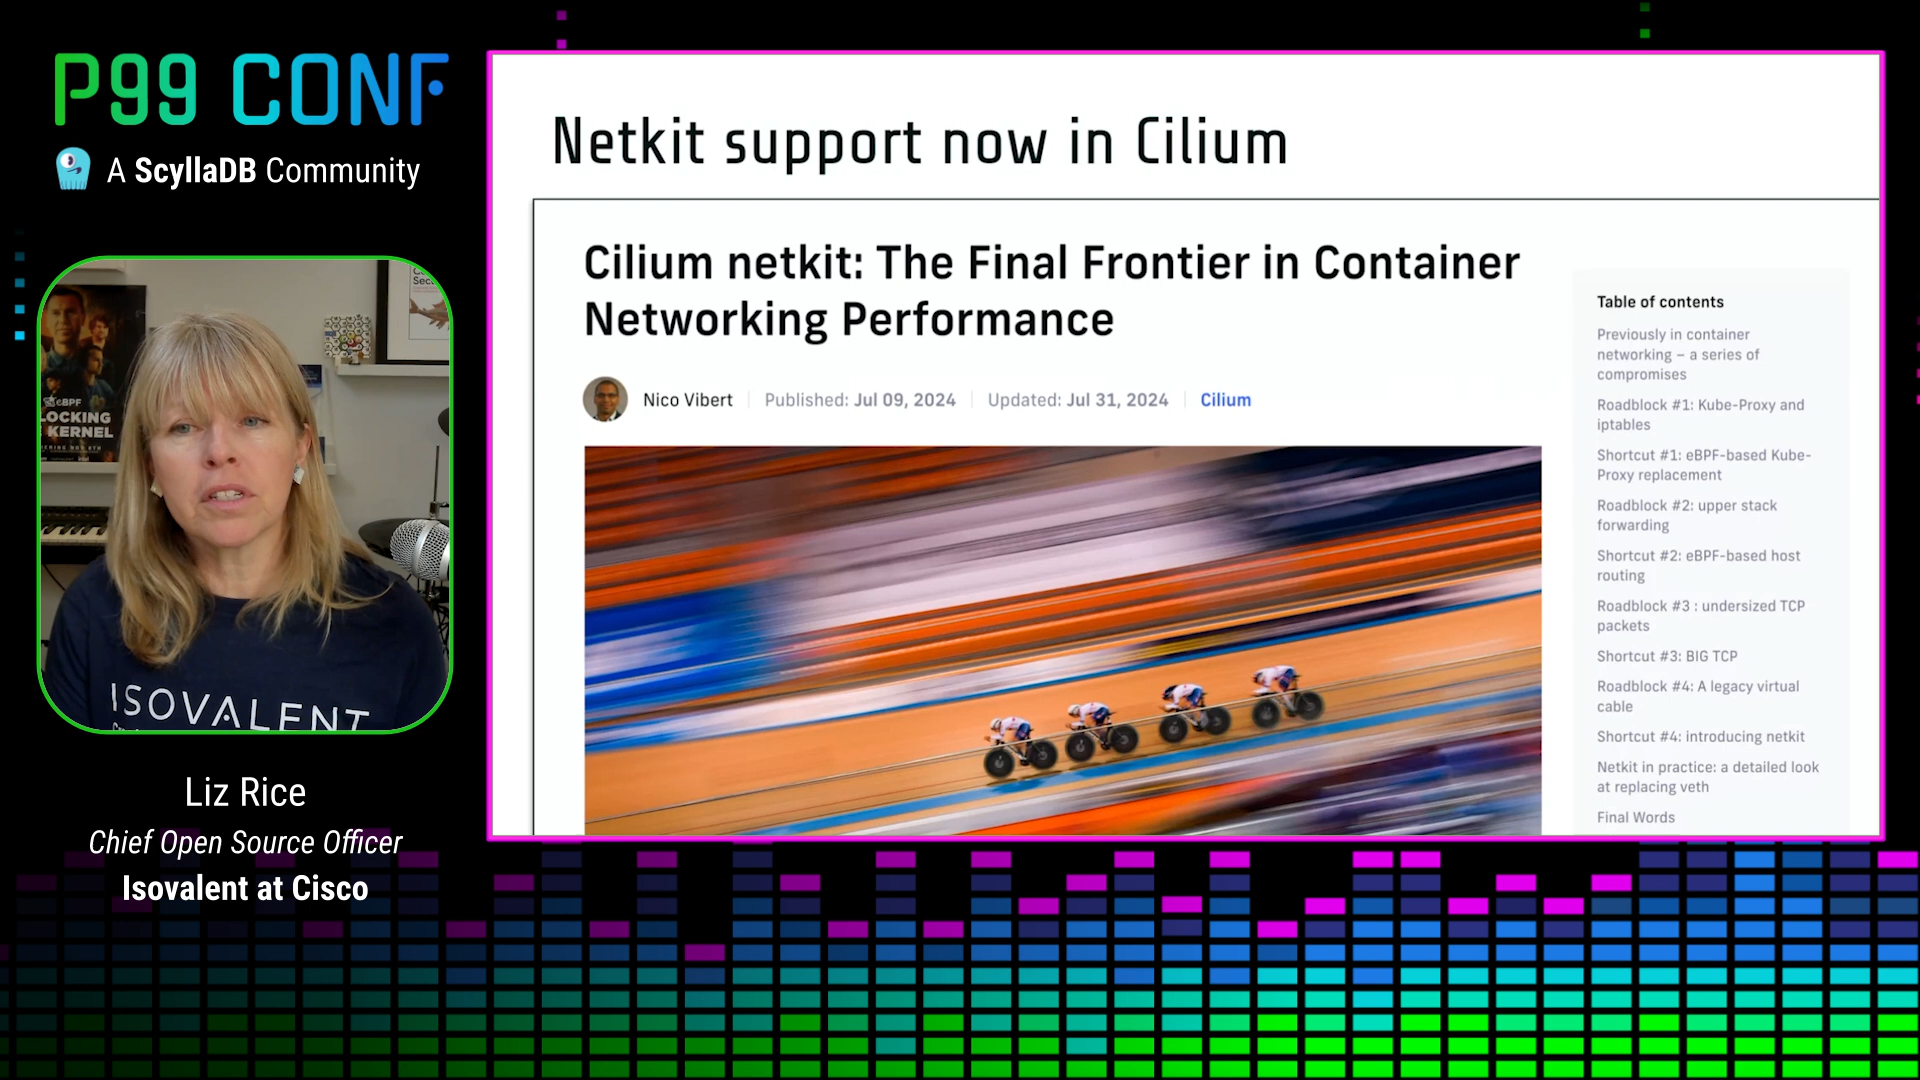 P99 CONF
A ScyllaDB Community
eBPF
LOCKING
KERNEL
ISOVALENT
Liz Rice
Chief Open Source Officer
Isovalent at Cisco
Netkit support now in Cilium
Cilium netkit: The Final Frontier in Container
Networking Performance
Nico Vibert
Published: Jul 09, 2024
Updated: Jul 31, 2024
Cilium
Table of contents
Previously in container
networking – a series of
compromises
Roadblock #1: Kube-Proxy and
iptables
Shortcut #1: eBPF-based Kube-
Proxy replacement
Roadblock #2: upper stack
forwarding
Shortcut #2: eBPF-based host
routing
Roadblock #3 : undersized TCP
packets
Shortcut #3: BIG TCP
Roadblock #4: A legacy virtual
cable
Shortcut #4: introducing netkit
Netkit in practice: a detailed look
at replacing veth
Final Words